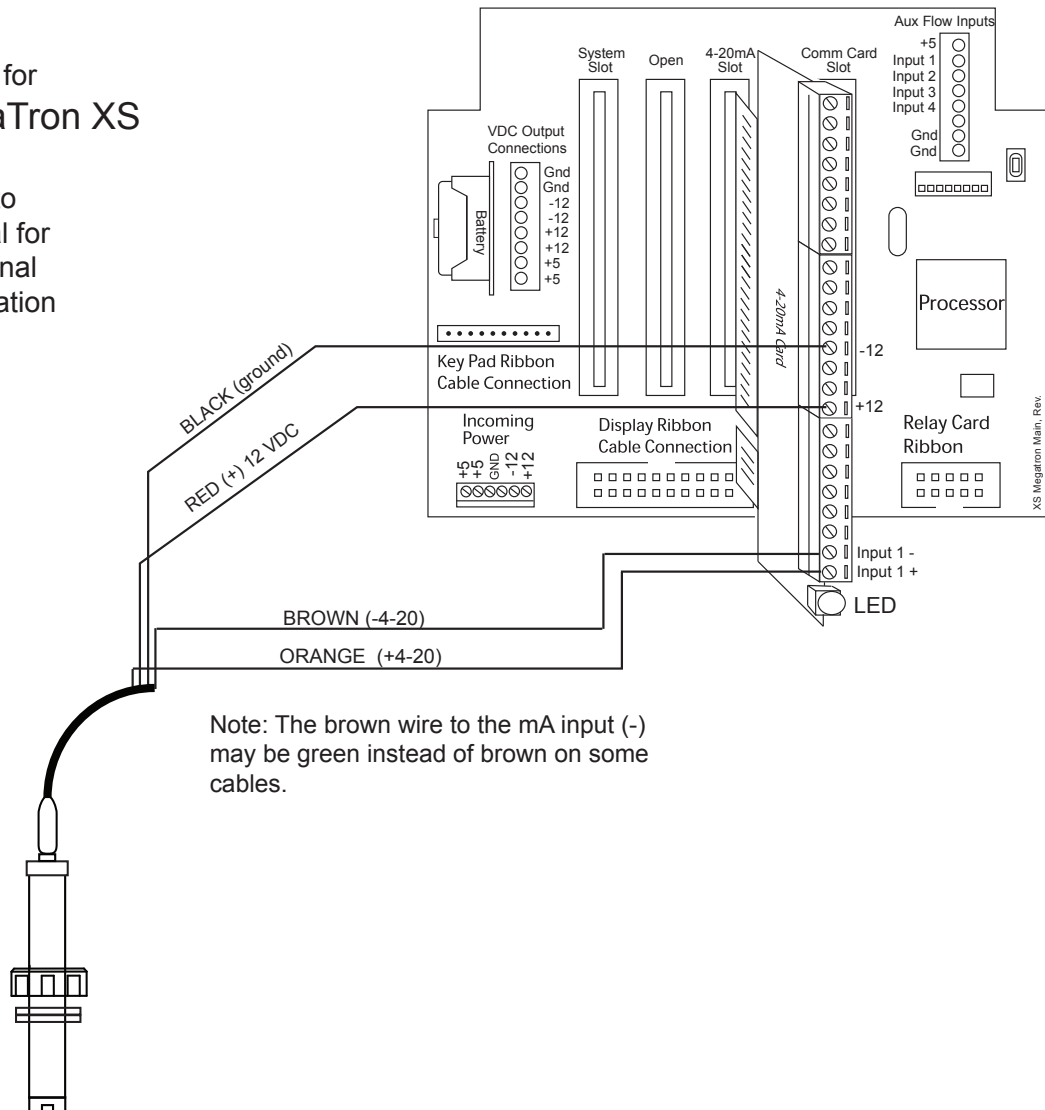 for
aTron XS
o
al for
nal
ation
Aux Flow Inputs
+5
Input 1
Input 2
Input 3
Input 4
Gnd
Gnd
System
Slot
Open
4-20mA
Slot
Comm Card
Slot
VDC Output
Connections
Gnd
Gnd
-12
-12
+12
+12
+5
+5
Battery
4-20mA Card
Processor
Key Pad Ribbon
Cable Connection
-12
+12
BLACK (ground)
RED (+) 12 VDC
Incoming
Power
+5
+5
GND
-12
+12
Display Ribbon
Cable Connection
Relay Card
Ribbon
XS Megatron Main, Rev.
Input 1 -
Input 1 +
LED
BROWN (-4-20)
ORANGE (+4-20)
Note: The brown wire to the mA input (-)
may be green instead of brown on some
cables.